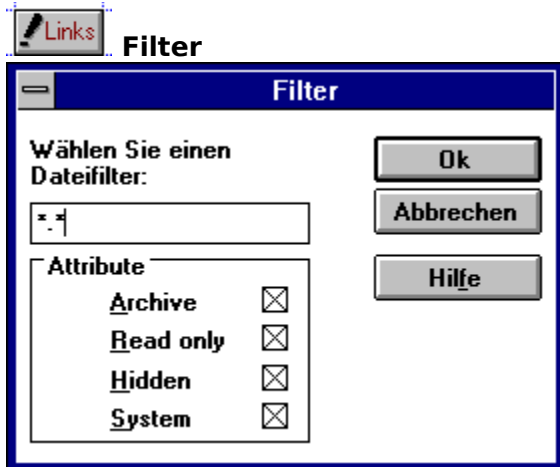 Links
Filter
Filter
Wählen Sie einen
Dateifilter:
*.*
Attribute
Archive
Read only
Hidden
System
Ok
Abbrechen
Hilfe